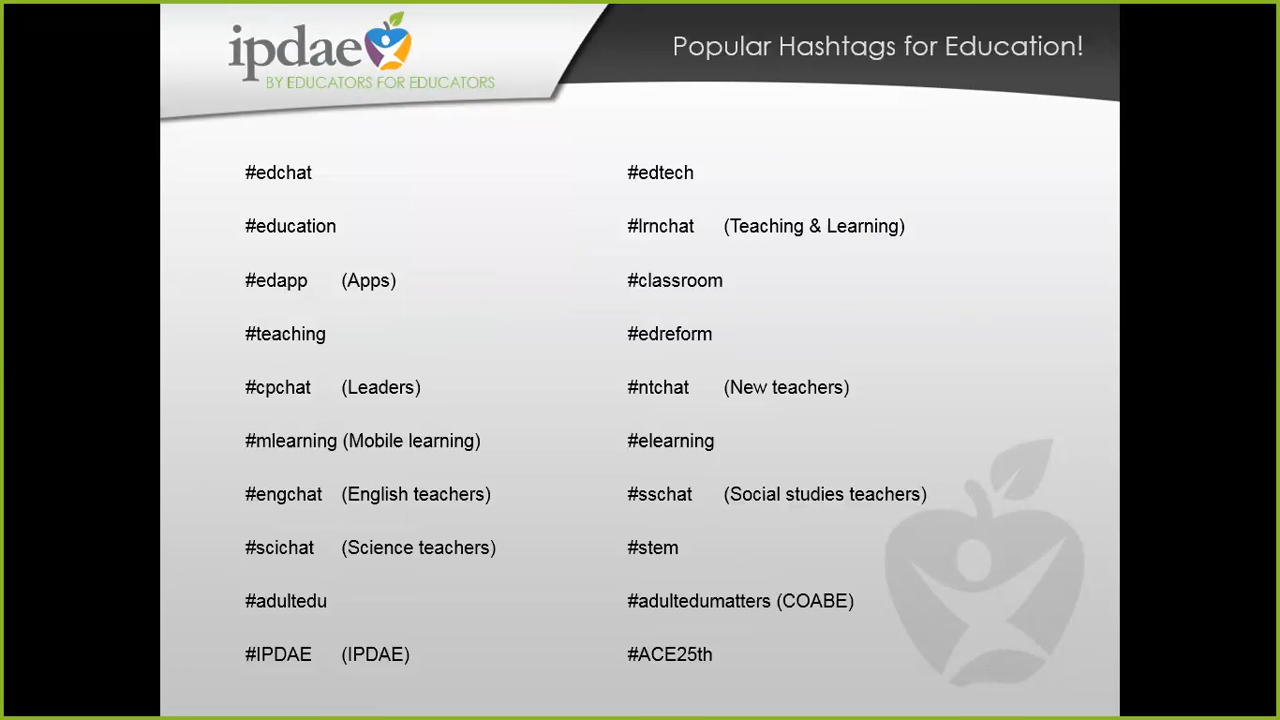 ipdae
BY EDUCATORS FOR EDUCATORS
Popular Hashtags for Education!
#edchat
#edtech
#education
#lrnchat (Teaching & Learning)
#edapp (Apps)
#classroom
#teaching
#edreform
#cpchat (Leaders)
#ntchat (New teachers)
#mlearning (Mobile learning)
#elearning
#engchat (English teachers)
#sschat (Social studies teachers)
#scichat (Science teachers)
#stem
#adultedu
#adultedumatters (COABE)
#IPDAE (IPDAE)
#ACE25th